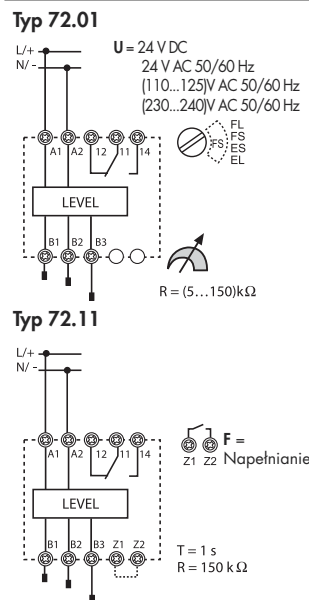 Typ 72.01
L/+
N/-
U = 24 V DC
24 V AC 50/60 Hz
(110...125)V AC 50/60 Hz
(230...240)V AC 50/60 Hz
FL
FS
ES
EL
FS
A1 A2 12 11 14
LEVEL
B1 B2 B3
R = (5...150)kΩ
Typ 72.11
L/+
N/-
A1 A2 12 11 14
F =
Z1 Z2 Napełnianie
LEVEL
B1 B2 B3 Z1 Z2
T = 1 s
R = 150 kΩ